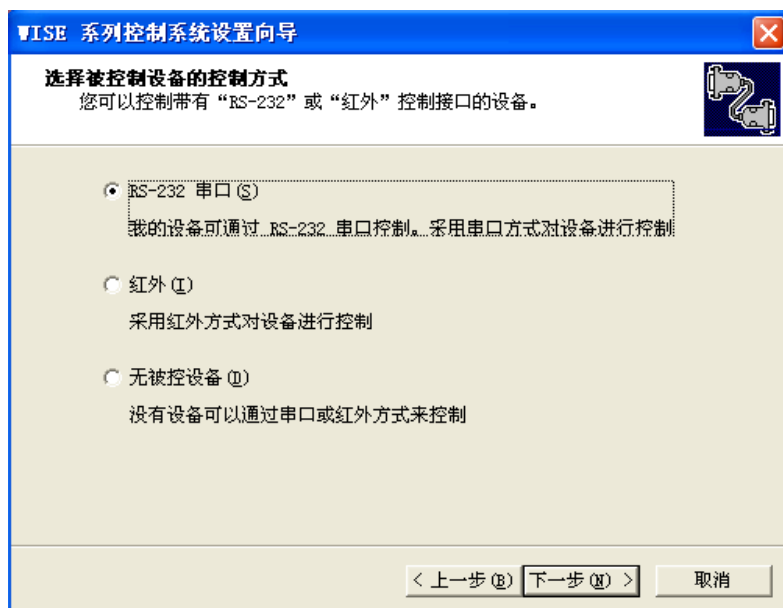 WISE 系列控制系统设置向导
选择被控制设备的控制方式
您可以控制带有“RS-232”或“红外”控制接口的设备。
RS-232 串口(S)
我的设备可通过 RS-232 串口控制。采用串口方式对设备进行控制
红外(I)
采用红外方式对设备进行控制
无被控设备(D)
没有设备可以通过串口或红外方式来控制
< 上一步(B) 下一步(N) > 取消